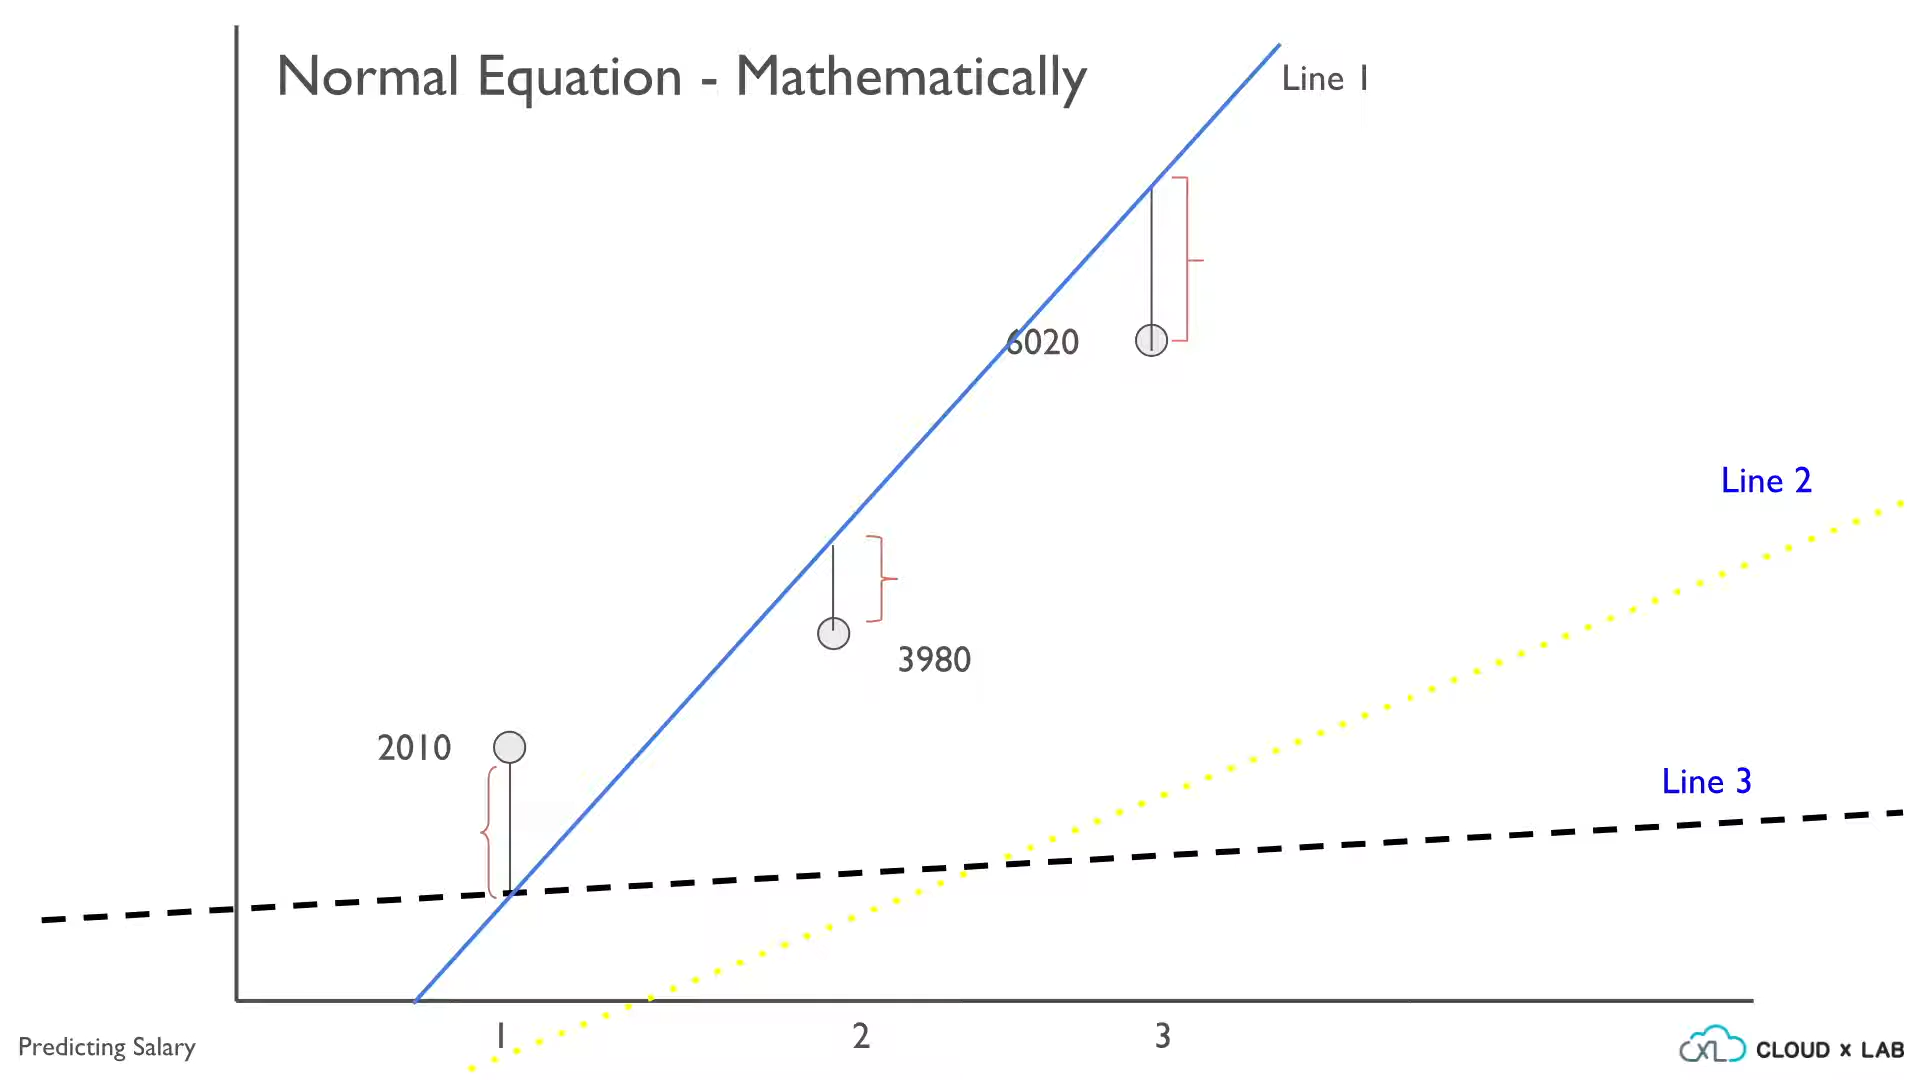 Normal Equation - Mathematically
Line 1
6020
Line 2
3980
2010
Line 3
1 2 3
Predicting Salary
CXL CLOUD x LAB